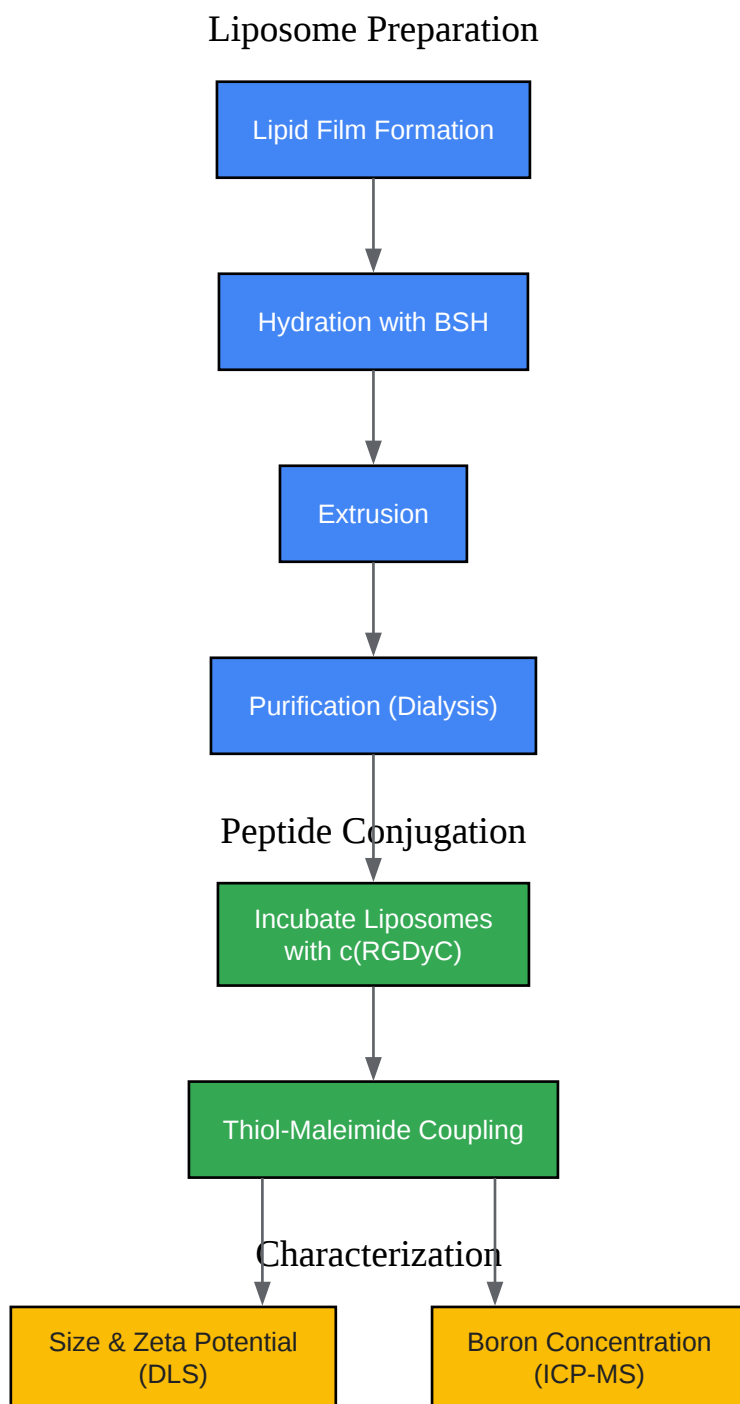 Liposome Preparation
Lipid Film Formation
Hydration with BSH
Extrusion
Purification (Dialysis)
Peptide Conjugation
Incubate Liposomes
with c(RGDyC)
Thiol-Maleimide Coupling
Characterization
Size & Zeta Potential
(DLS)
Boron Concentration
(ICP-MS)